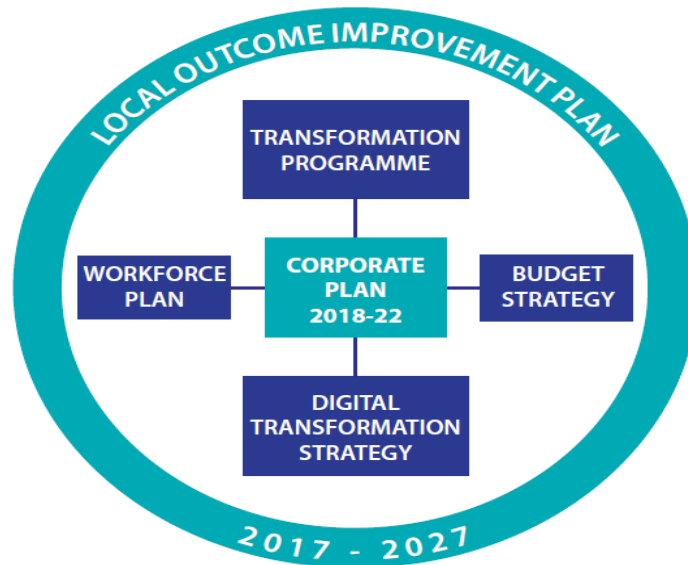 LOCAL OUTCOME IMPROVEMENT PLAN
TRANSFORMATION
PROGRAMME
WORKFORCE
PLAN
CORPORATE
PLAN
2018-22
BUDGET
STRATEGY
DIGITAL
TRANSFORMATION
STRATEGY
2017 - 2027